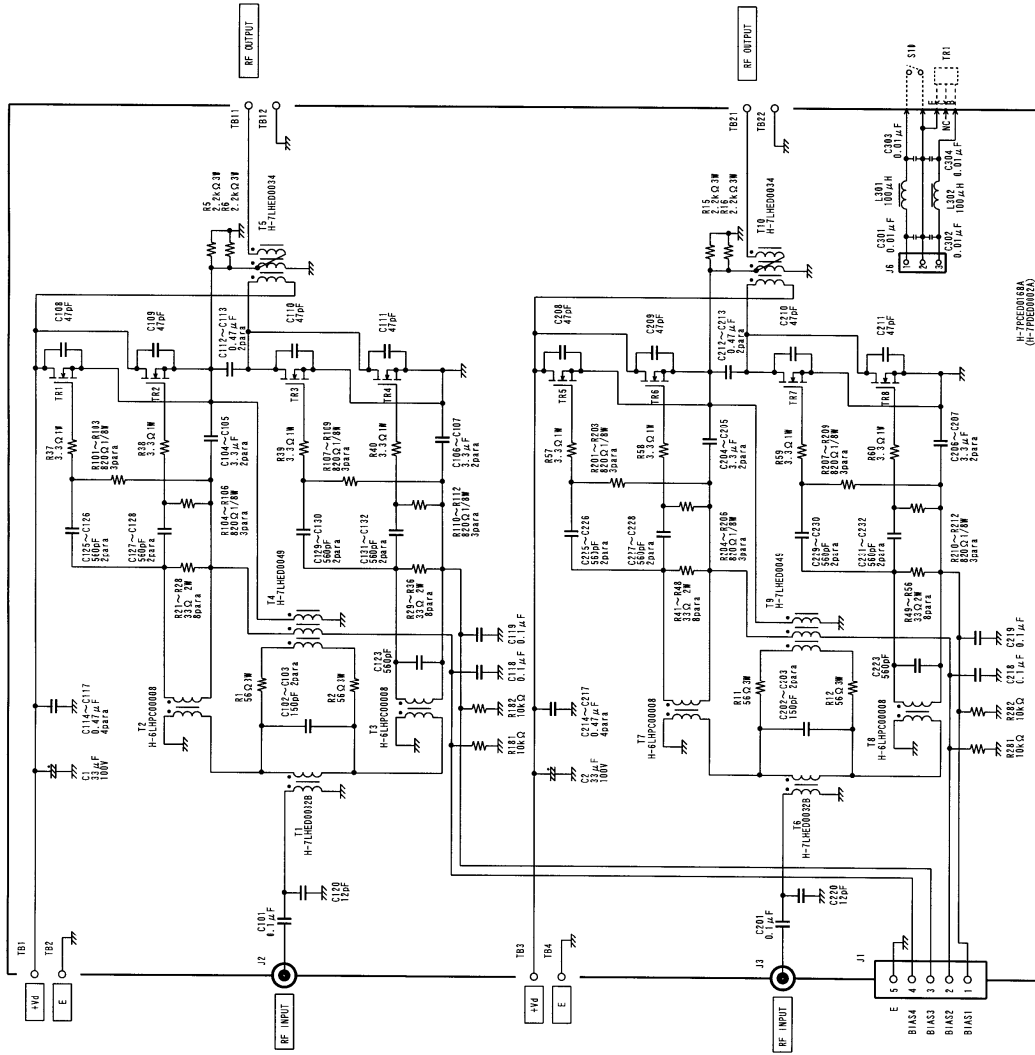 TB1
+Vd
TB2
E
C1
33μF
100V
C114~C117
0.47μF
4para
T2
H-6LHPC00008
C125~C126
560pF
2para
C127~C128
560pF
2para
R21~R28
33Ω 2W
8para
R37
3.3Ω1W
R101~R103
820Ω1/8W
3para
R38
3.3Ω1W
R104~R106
820Ω1/8W
3para
C104~C105
3.3μF
2para
TR1
TR2
C108
47pF
C109
47pF
C112~C113
0.47μF
2para
R5
2.2kΩ3W
R6
2.2kΩ3W
T5
H-7LHED0034
TB11
TB12
RF OUTPUT
J2
RF INPUT
C101
0.1μF
C120
12pF
T1
H-7LHED0032B
R1
56Ω3W
C102~C103
150pF 2para
R2
56Ω3W
T3
H-6LHPC00008
T4
H-7LHED0049
C129~C130
560pF
2para
C131~C132
560pF
2para
R29~R36
33Ω 2W
8para
C123
560pF
R39
3.3Ω1W
R107~R109
820Ω1/8W
3para
R40
3.3Ω1W
R110~R112
820Ω1/8W
3para
C106~C107
3.3μF
2para
TR3
TR4
C110
47pF
C111
47pF
R181
10kΩ
R182
10kΩ
C118
0.1μF
C119
0.1μF
TB3
+Vd
TB4
E
C2
33μF
100V
C214~C217
0.47μF
4para
T7
H-6LHPC00008
C225~C226
560pF
2para
C227~C228
560pF
2para
R41~R48
33Ω 2W
8para
R57
3.3Ω1W
R201~R203
820Ω1/8W
3para
R58
3.3Ω1W
R204~R206
820Ω1/8W
3para
C204~C205
3.3μF
2para
TR5
TR6
C208
47pF
C209
47pF
C212~C213
0.47μF
2para
R15
2.2kΩ3W
R16
2.2kΩ3W
T10
H-7LHED0034
TB21
TB22
RF OUTPUT
J3
RF INPUT
C201
0.1μF
C220
12pF
T6
H-7LHED0032B
R11
56Ω3W
C202~C203
150pF 2para
R12
56Ω3W
T8
H-6LHPC00008
T9
H-7LHED0049
C229~C230
560pF
2para
C231~C232
560pF
2para
R49~R56
33Ω 2W
8para
C223
560pF
R59
3.3Ω1W
R207~R209
820Ω1/8W
3para
R60
3.3Ω1W
R210~R212
820Ω1/8W
3para
C206~C207
3.3μF
2para
TR7
TR8
C210
47pF
C211
47pF
R281
10kΩ
R282
10kΩ
C218
0.1μF
C219
0.1μF
J1
E 5
BIAS4 4
BIAS3 3
BIAS2 2
BIAS1 1
J6
1
2
3
C301
0.01μF
C302
0.01μF
L301
100μH
L302
100μH
C303
0.01μF
C304
0.01μF
NC
E
C
B
S10
TR1
H-7PCED0168A
(H-7PDED0002A)